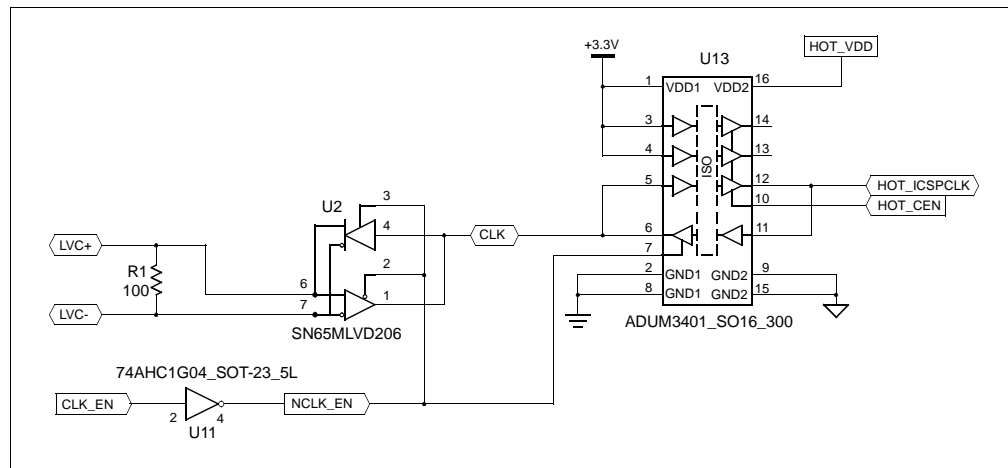 +3.3V
HOT_VDD
U13
1
VDD1
VDD2
16
3
14
4
13
ISO
5
12
HOT_ICSPCLK
10
HOT_CEN
U2
3
4
CLK
6
11
7
LVC+
R1
100
2
6
1
2
GND1
GND2
9
LVC-
7
8
GND1
GND2
15
SN65MLVD206
ADUM3401_SO16_300
74AHC1G04_SOT-23_5L
CLK_EN
2
4
NCLK_EN
U11